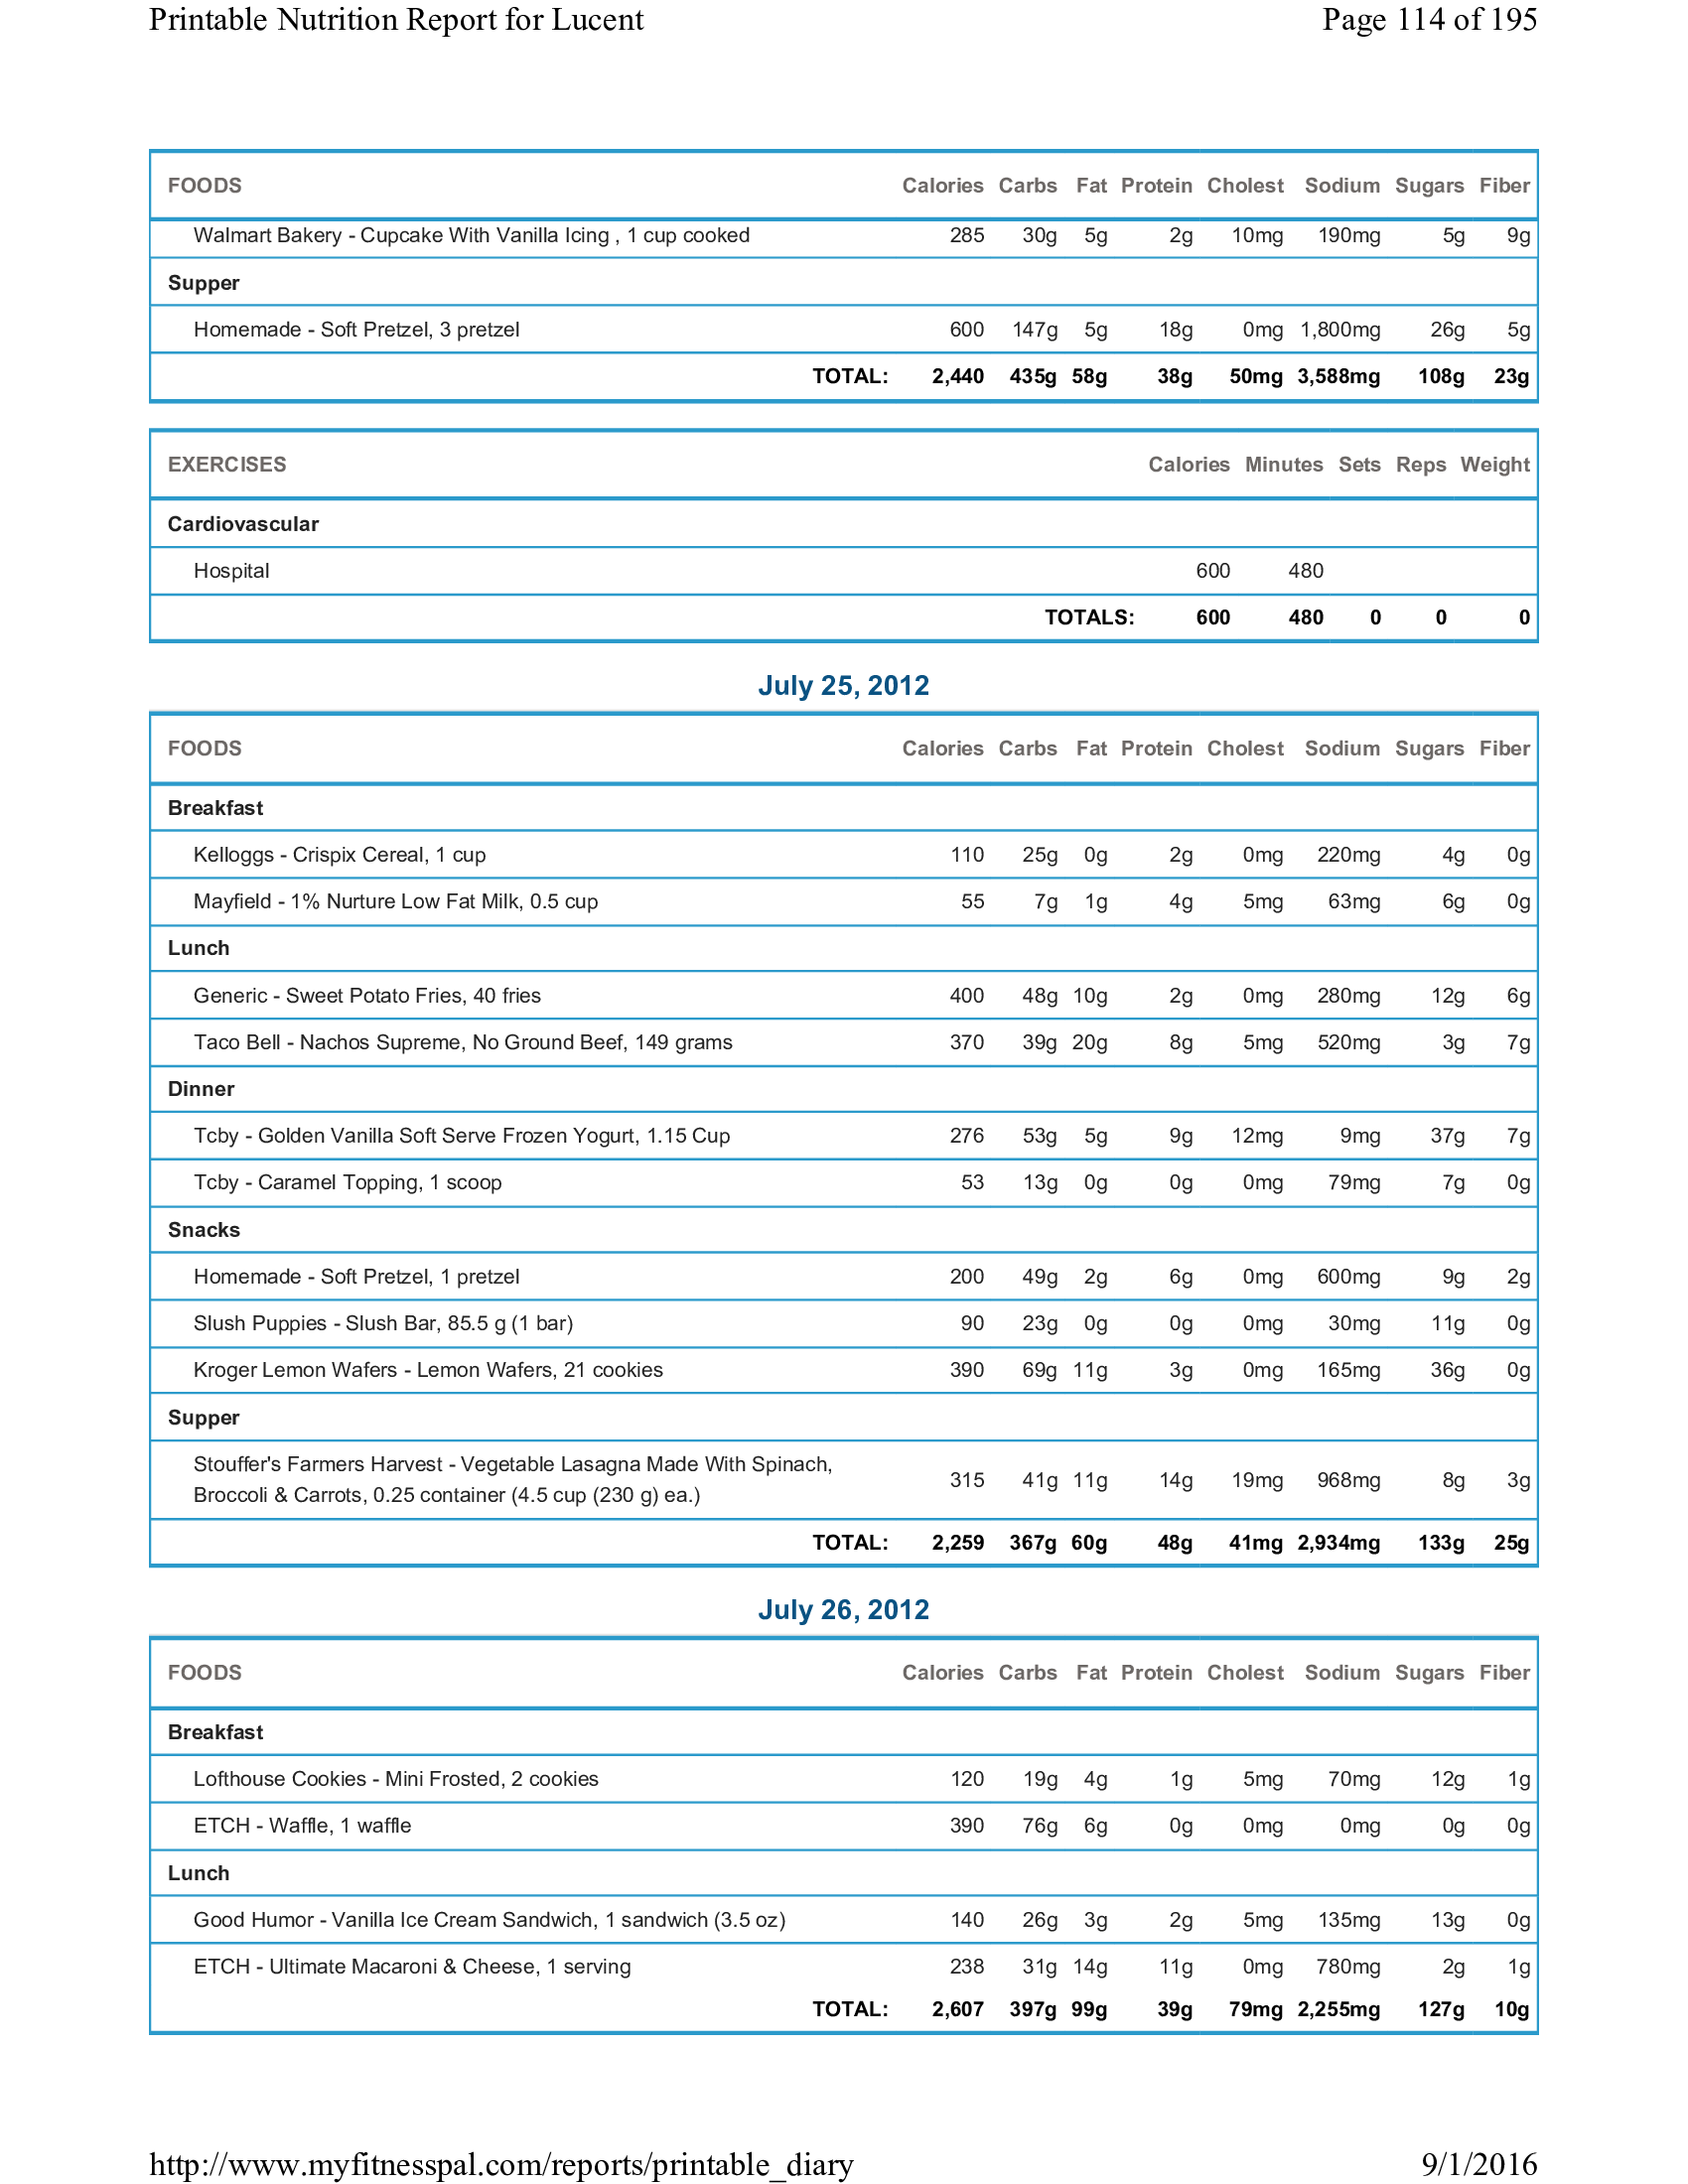 Printable Nutrition Report for Lucent Page 114 of 195
FOODS Calories Carbs Fat Protein Cholest Sodium Sugars Fiber
Walmart Bakery - Cupcake With Vanilla Icing , 1 cup cooked 285 30g 5g 2g 10mg 190mg 5g 9g
Supper
Homemade - Soft Pretzel, 3 pretzel 600 147g 5g 18g 0mg 1,800mg 26g 5g
TOTAL: 2,440 435g 58g 38g 50mg 3,588mg 108g 23g
EXERCISES Calories Minutes Sets Reps Weight
Cardiovascular
Hospital 600 480
TOTALS: 600 480 0 0 0
July 25, 2012
FOODS Calories Carbs Fat Protein Cholest Sodium Sugars Fiber
Breakfast
Kelloggs - Crispix Cereal, 1 cup 110 25g 0g 2g 0mg 220mg 4g 0g
Mayfield - 1% Nurture Low Fat Milk, 0.5 cup 55 7g 1g 4g 5mg 63mg 6g 0g
Lunch
Generic - Sweet Potato Fries, 40 fries 400 48g 10g 2g 0mg 280mg 12g 6g
Taco Bell - Nachos Supreme, No Ground Beef, 149 grams 370 39g 20g 8g 5mg 520mg 3g 7g
Dinner
Tcby - Golden Vanilla Soft Serve Frozen Yogurt, 1.15 Cup 276 53g 5g 9g 12mg 9mg 37g 7g
Tcby - Caramel Topping, 1 scoop 53 13g 0g 0g 0mg 79mg 7g 0g
Snacks
Homemade - Soft Pretzel, 1 pretzel 200 49g 2g 6g 0mg 600mg 9g 2g
Slush Puppies - Slush Bar, 85.5 g (1 bar) 90 23g 0g 0g 0mg 30mg 11g 0g
Kroger Lemon Wafers - Lemon Wafers, 21 cookies 390 69g 11g 3g 0mg 165mg 36g 0g
Supper
Stouffer's Farmers Harvest - Vegetable Lasagna Made With Spinach,
Broccoli & Carrots, 0.25 container (4.5 cup (230 g) ea.) 315 41g 11g 14g 19mg 968mg 8g 3g
TOTAL: 2,259 367g 60g 48g 41mg 2,934mg 133g 25g
July 26, 2012
FOODS Calories Carbs Fat Protein Cholest Sodium Sugars Fiber
Breakfast
Lofthouse Cookies - Mini Frosted, 2 cookies 120 19g 4g 1g 5mg 70mg 12g 1g
ETCH - Waffle, 1 waffle 390 76g 6g 0g 0mg 0mg 0g 0g
Lunch
Good Humor - Vanilla Ice Cream Sandwich, 1 sandwich (3.5 oz) 140 26g 3g 2g 5mg 135mg 13g 0g
ETCH - Ultimate Macaroni & Cheese, 1 serving 238 31g 14g 11g 0mg 780mg 2g 1g
TOTAL: 2,607 397g 99g 39g 79mg 2,255mg 127g 10g
http://www.myfitnesspal.com/reports/printable_diary 9/1/2016